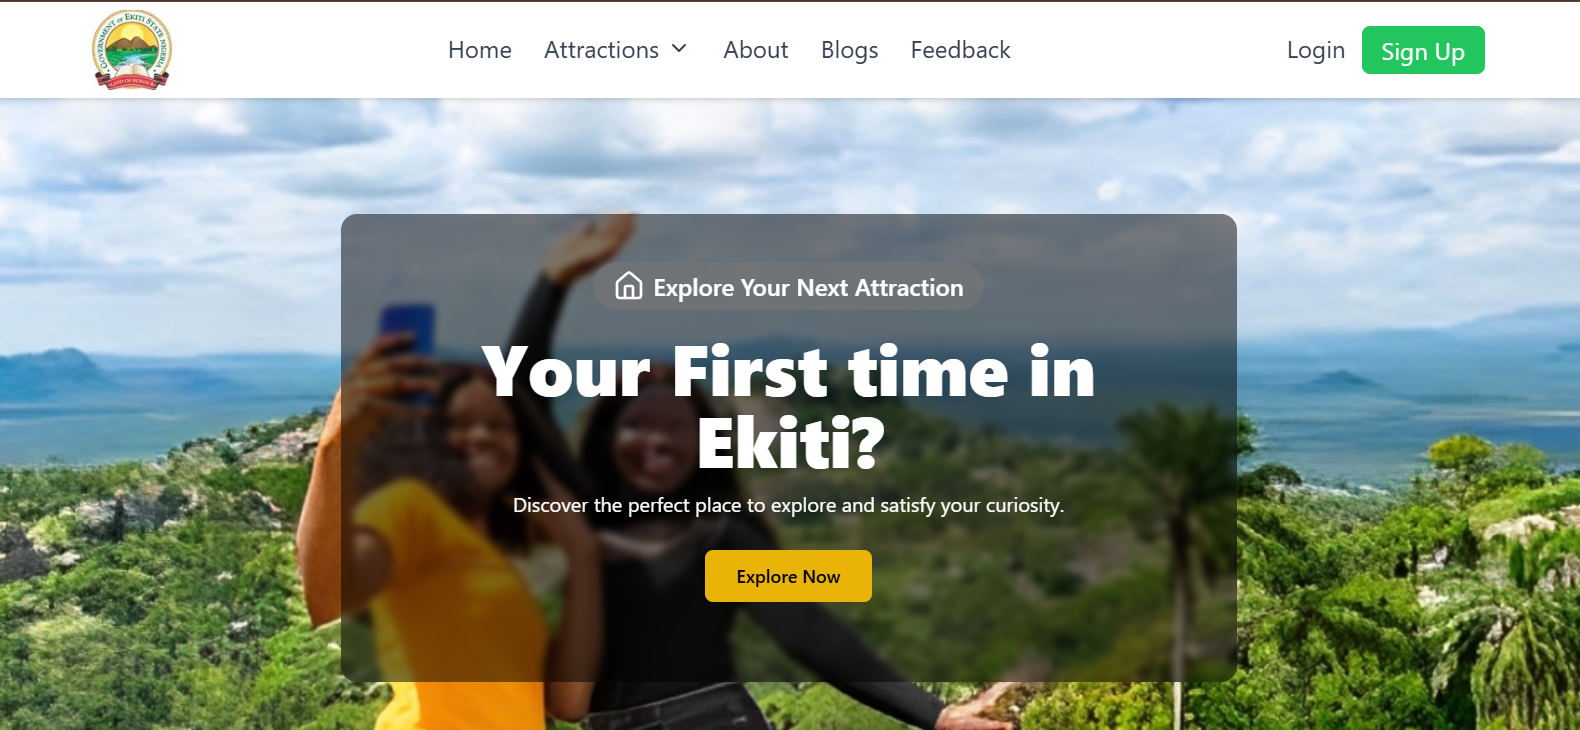 GOVERNMENT OF EKITI STATE NIGERIA
LAND OF HONOUR
Home
Attractions
About
Blogs
Feedback
Login
Sign Up
Explore Your Next Attraction
Your First time in
Ekiti?
Discover the perfect place to explore and satisfy your curiosity.
Explore Now